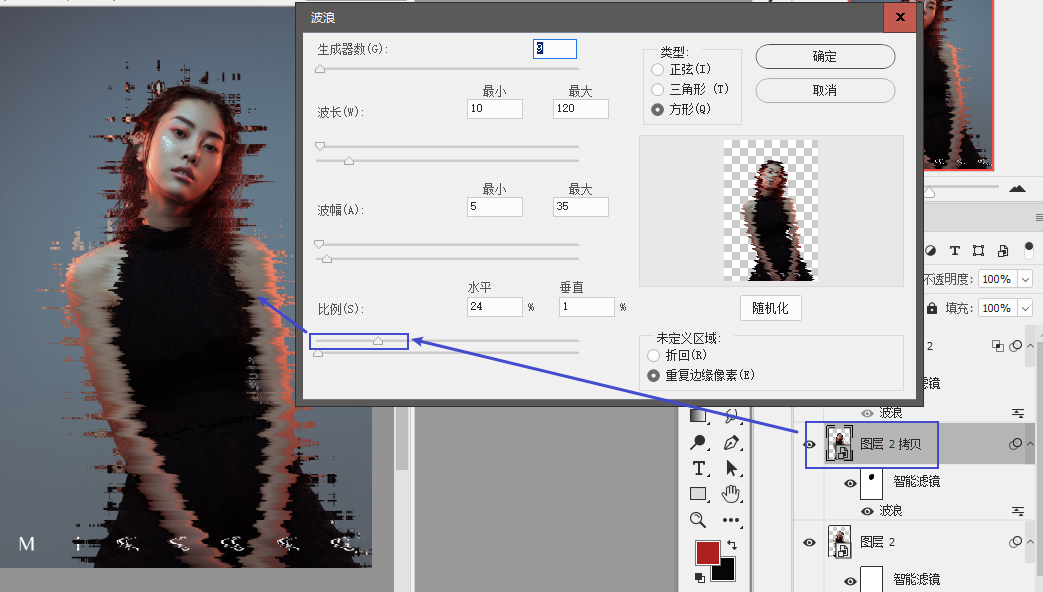 波浪
x
生成器数(G):
3
最小
最大
波长(W):
10
120
最小
最大
波幅(A):
5
35
水平
垂直
比例(S):
24
%
1
%
类型:
正弦(I)
三角形 (T)
方形(Q)
确定
取消
随机化
未定义区域:
折回(R)
重复边缘像素(E)
T
不透明度:
100%
填充:
100%
2
波浪
图层 2 拷贝
智能滤镜
波浪
图层 2
智能滤镜
T
M i